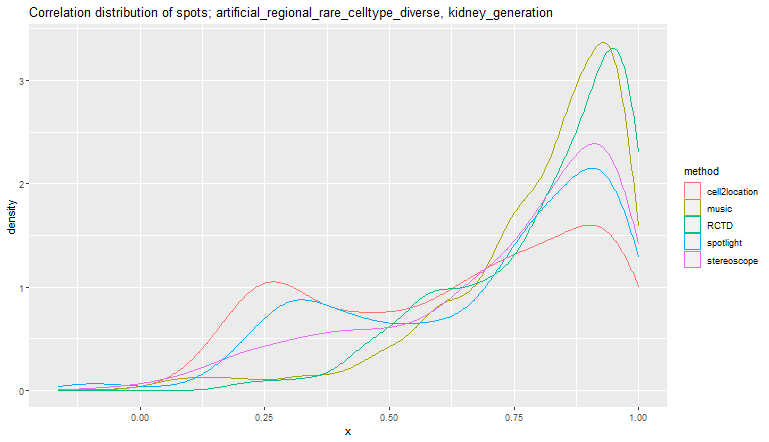 Correlation distribution of spots; artificial_regional_rare_celltype_diverse, kidney_generation
3
2
1
0
density
0.00 0.25 0.50 0.75 1.00
x
method
cell2location
music
RCTD
spotlight
stereoscope